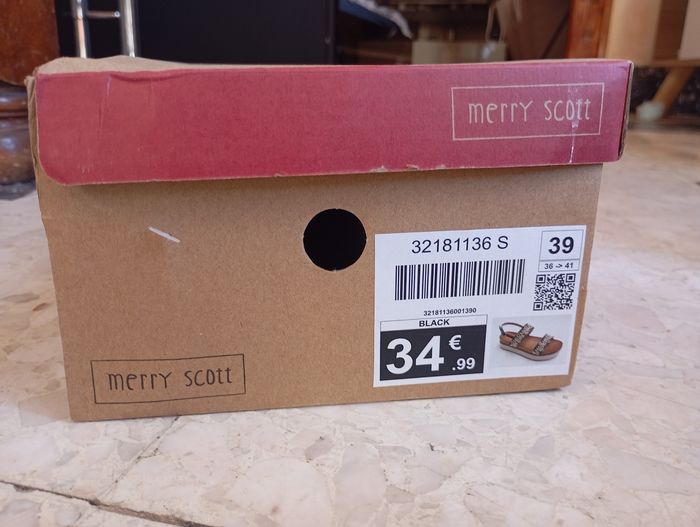 merry scott
32181136 S
39
36 -> 41
32181136001390
BLACK
34 € .99
merry scott